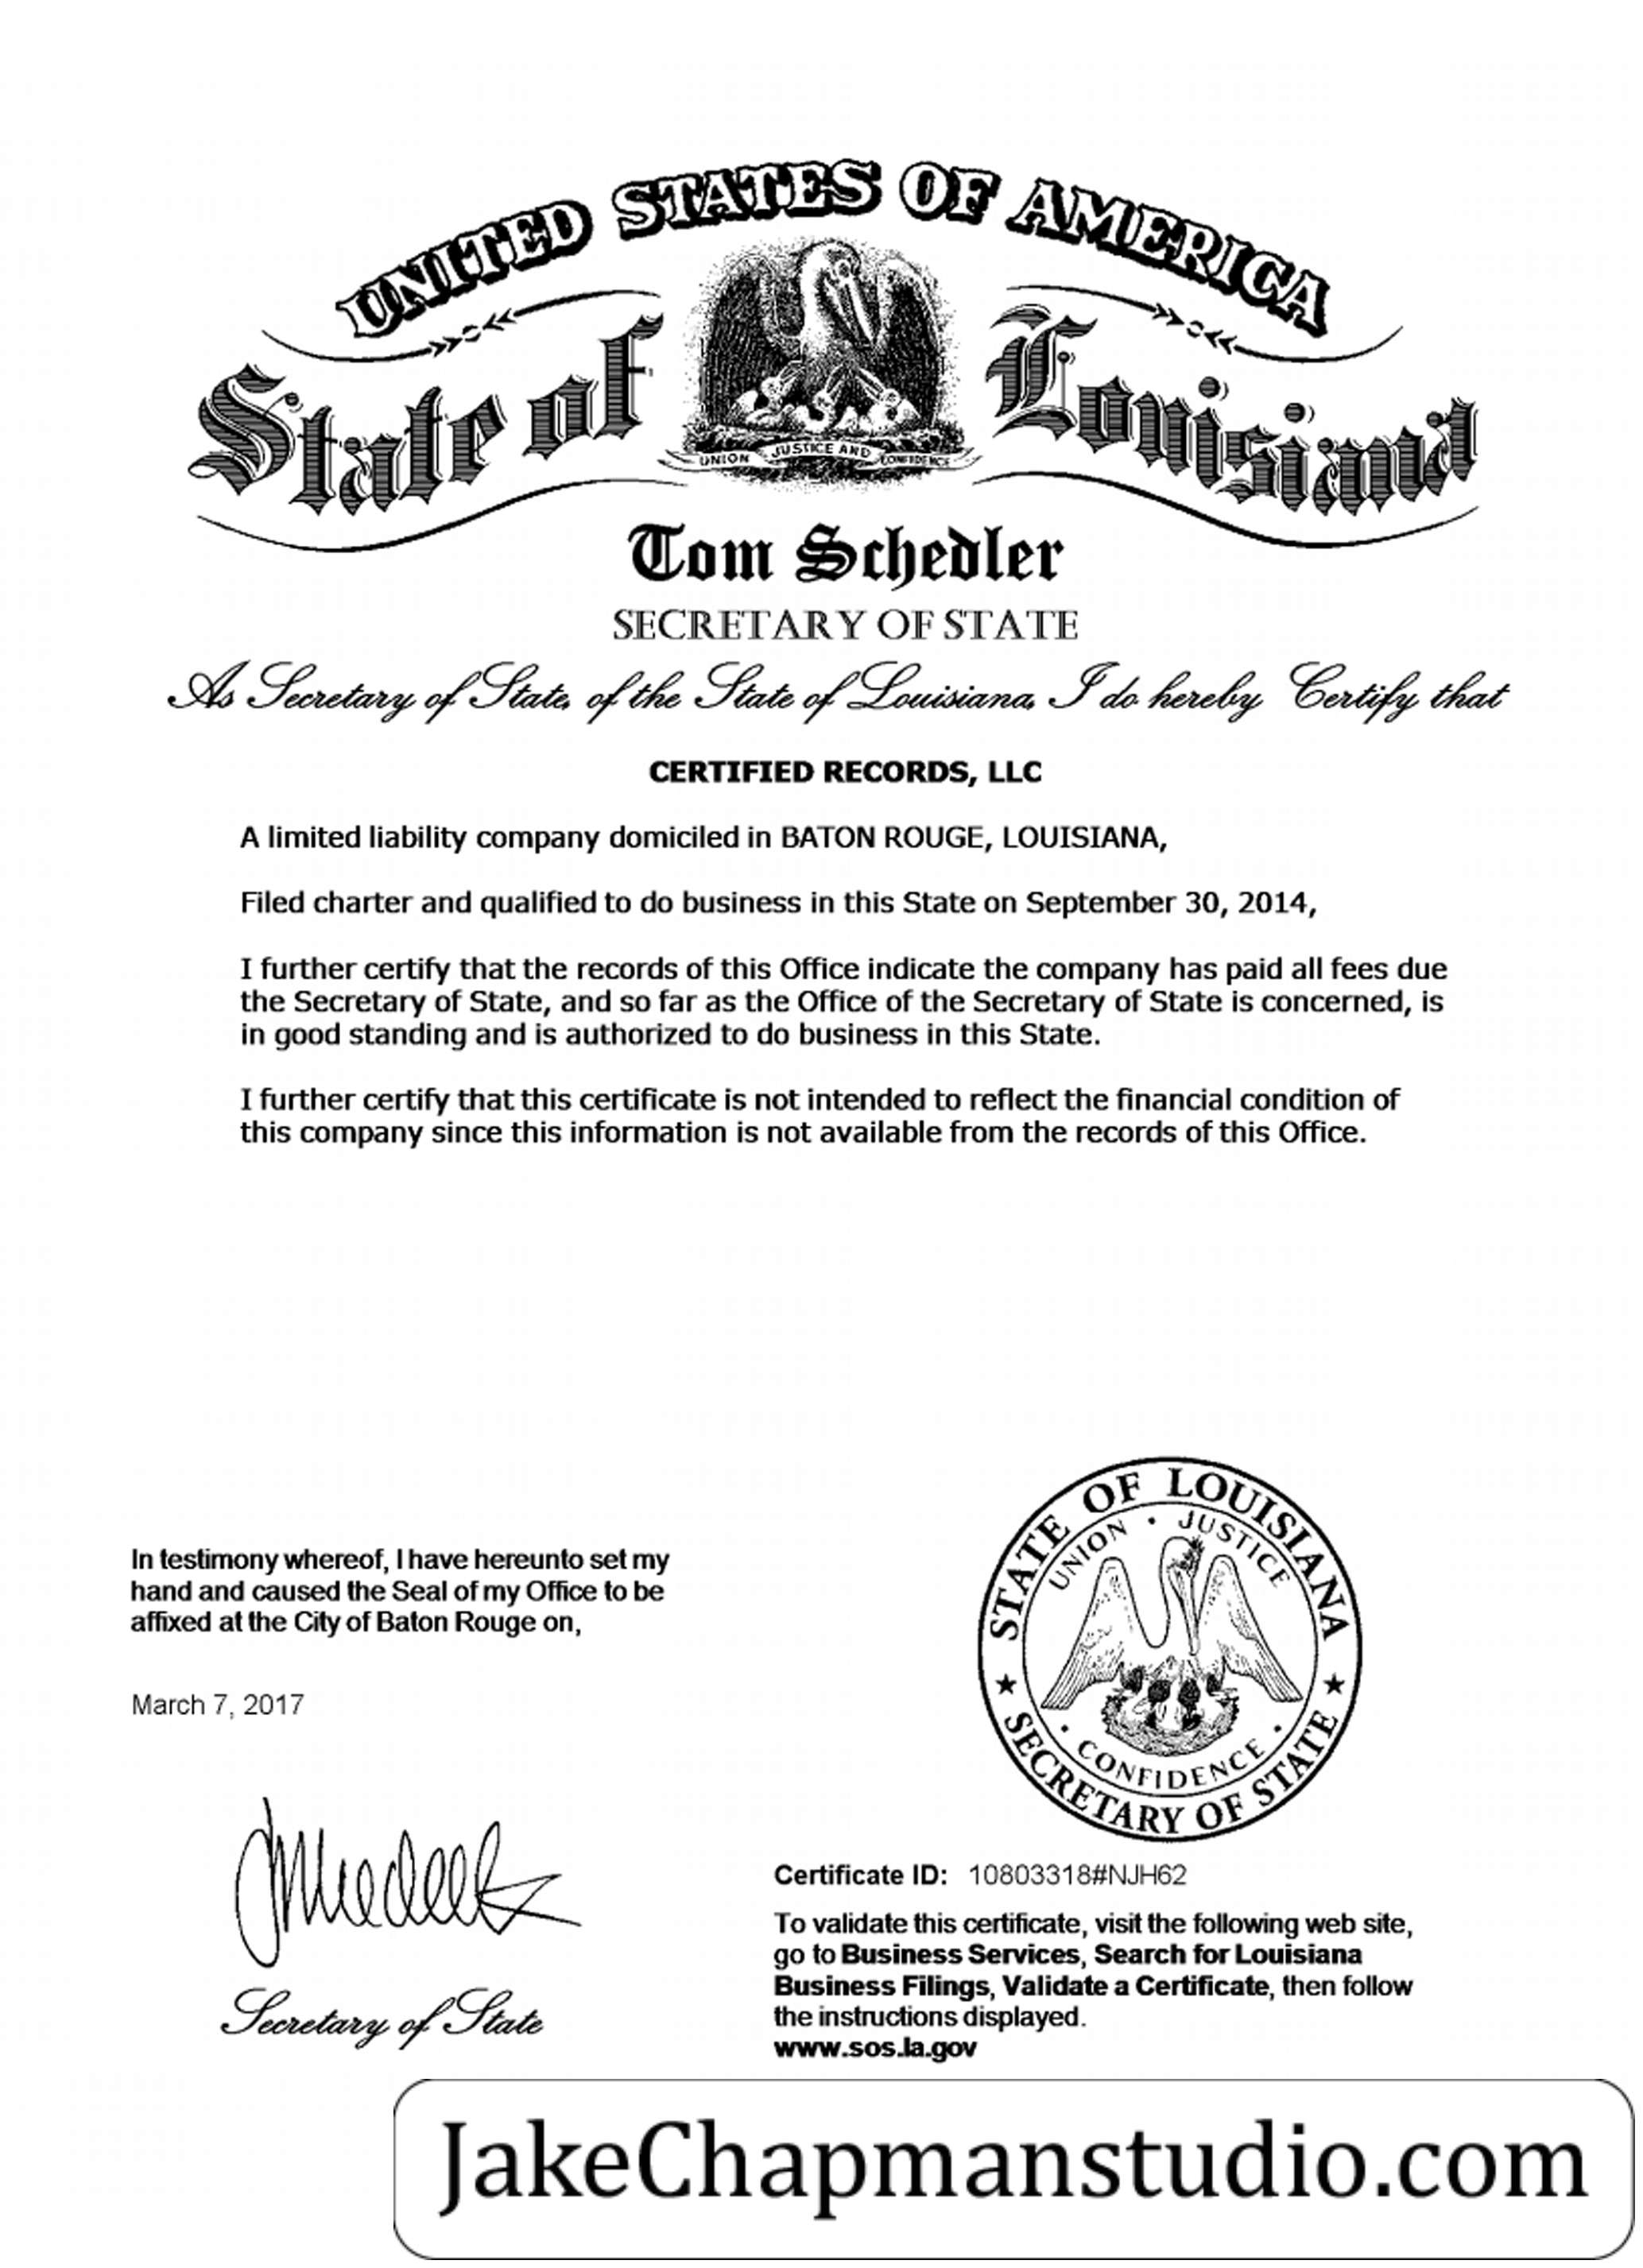 UNITED STATES OF AMERICA
State of Louisiana
UNION JUSTICE AND CONFIDENCE
Tom Schedler
SECRETARY OF STATE
As Secretary of State, of the State of Louisiana, I do hereby Certify that
CERTIFIED RECORDS, LLC
A limited liability company domiciled in BATON ROUGE, LOUISIANA,
Filed charter and qualified to do business in this State on September 30, 2014,
I further certify that the records of this Office indicate the company has paid all fees due
the Secretary of State, and so far as the Office of the Secretary of State is concerned, is
in good standing and is authorized to do business in this State.
I further certify that this certificate is not intended to reflect the financial condition of
this company since this information is not available from the records of this Office.
In testimony whereof, I have hereunto set my
hand and caused the Seal of my Office to be
affixed at the City of Baton Rouge on,
March 7, 2017
Secretary of State
STATE OF LOUISIANA
UNION · JUSTICE
· CONFIDENCE ·
★ SECRETARY OF STATE ★
Certificate ID: 10803318#NJH62
To validate this certificate, visit the following web site,
go to Business Services, Search for Louisiana
Business Filings, Validate a Certificate, then follow
the instructions displayed.
www.sos.la.gov
JakeChapmanstudio.com